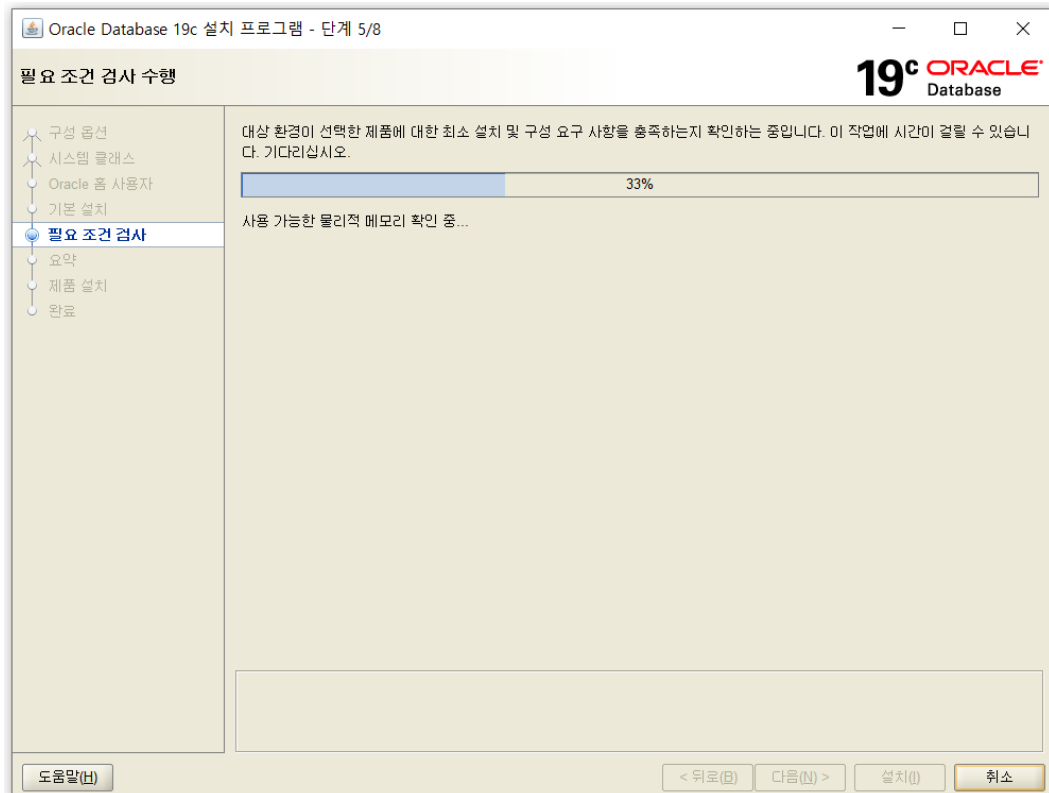 Oracle Database 19c 설치 프로그램 - 단계 5/8
필요 조건 검사 수행
19c ORACLE
Database
구성 옵션
시스템 클래스
Oracle 홈 사용자
기본 설치
필요 조건 검사
요약
제품 설치
완료
대상 환경이 선택한 제품에 대한 최소 설치 및 구성 요구 사항을 충족하는지 확인하는 중입니다. 이 작업에 시간이 걸릴 수 있습니
다. 기다리십시오.
33%
사용 가능한 물리적 메모리 확인 중...
도움말(H)
< 뒤로(B)
다음(N) >
설치(I)
취소